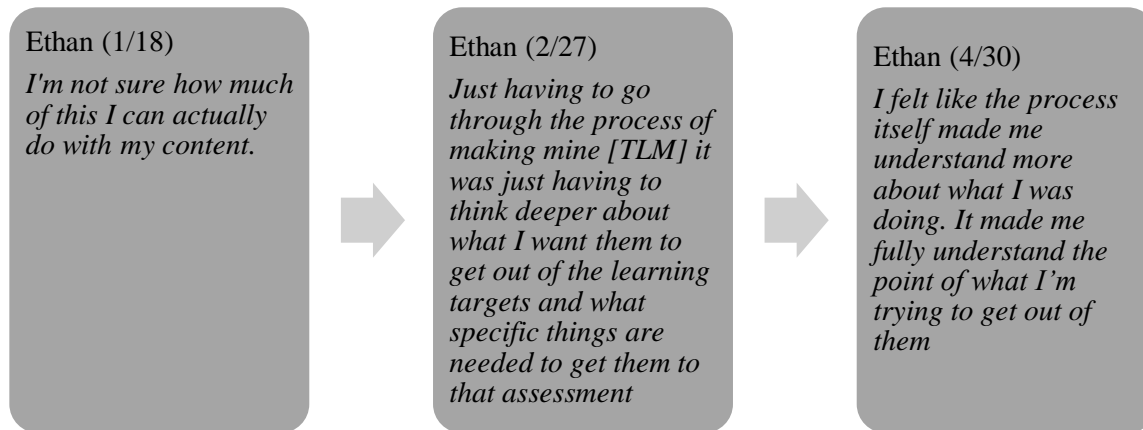 Ethan (1/18)
I'm not sure how much
of this I can actually
do with my content.
Ethan (2/27)
Just having to go
through the process of
making mine [TLM] it
was just having to
think deeper about
what I want them to
get out of the learning
targets and what
specific things are
needed to get them to
that assessment
Ethan (4/30)
I felt like the process
itself made me
understand more
about what I was
doing. It made me
fully understand the
point of what I’m
trying to get out of
them